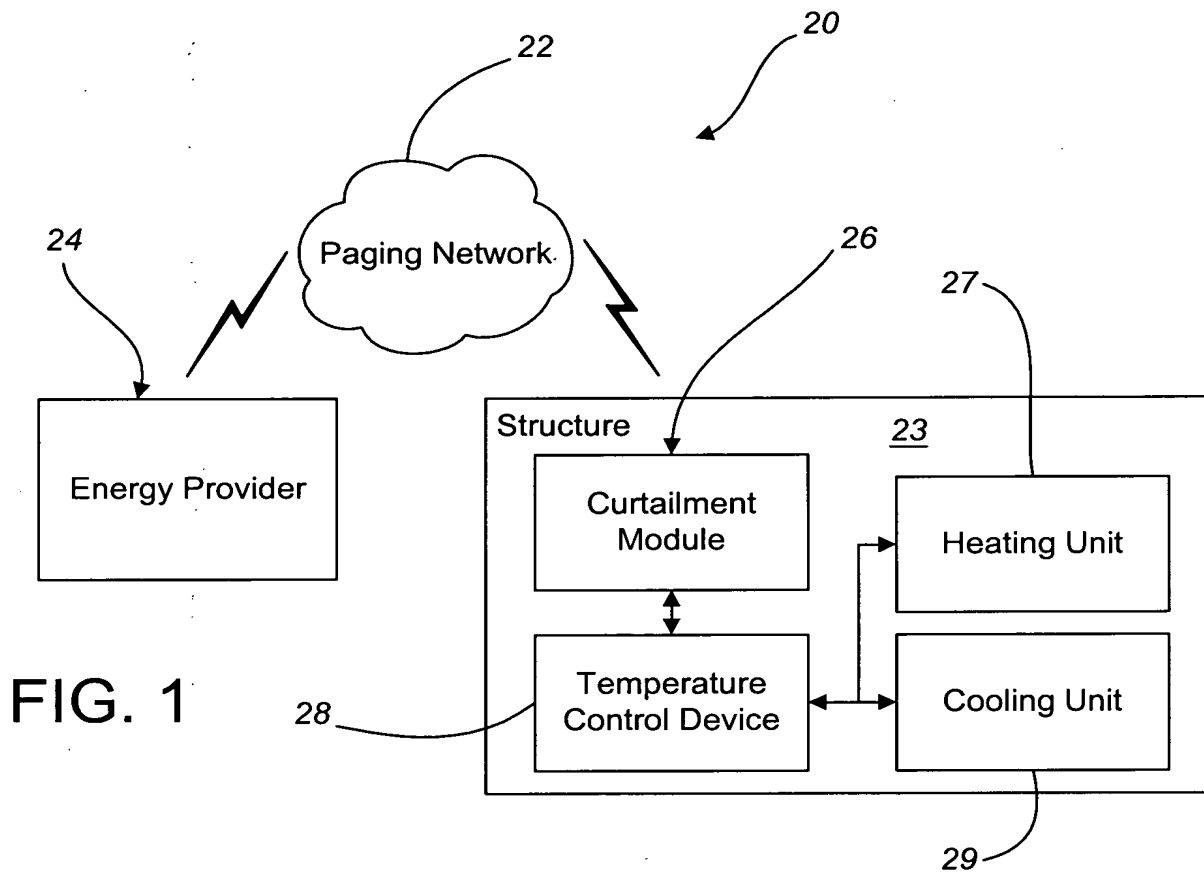 20
22
Paging Network
24
26
27
Energy Provider
Structure
23
Curtailment
Module
Heating Unit
Temperature
Control Device
Cooling Unit
28
29
FIG. 1